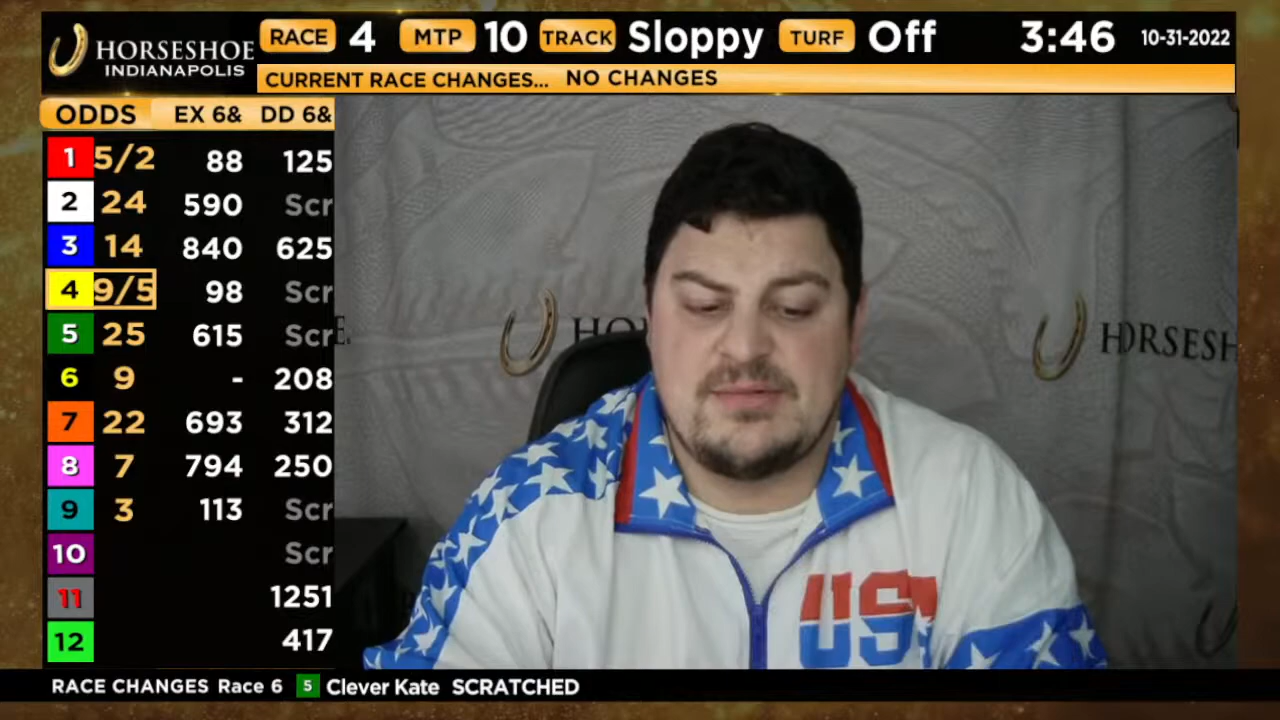 HORSESHOE
INDIANAPOLIS
RACE 4 MTP 10 TRACK Sloppy TURF Off 3:46 10-31-2022
CURRENT RACE CHANGES... NO CHANGES
ODDS EX 6& DD 6&
1 5/2 88 125
2 24 590 Scr
3 14 840 625
4 9/5 98 Scr
5 25 615 Scr
6 9 - 208
7 22 693 312
8 7 794 250
9 3 113 Scr
10 Scr
11 1251
12 417
HO
HORSESH
US
RACE CHANGES Race 6 5 Clever Kate SCRATCHED